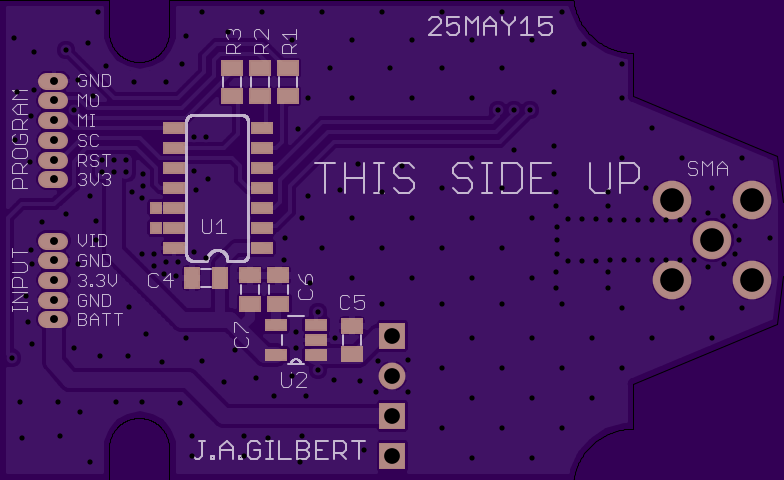 25MAY15
R3 R2 R1
PROGRAM
GND
MO
MI
SC
RST
3V3
THIS SIDE UP
SMA
U1
INPUT
VID
GND
3.3V
GND
BATT
C4
C6
C5
C7
U2
J.A.GILBERT